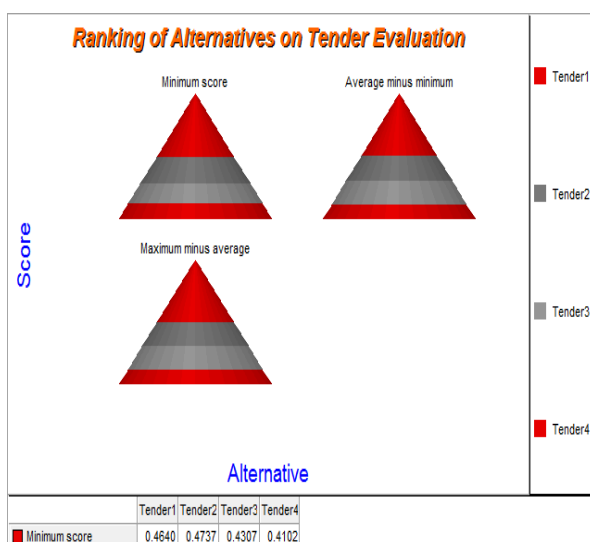 Ranking of Alternatives on Tender Evaluation
Minimum score
Average minus minimum
Maximum minus average
Score
Alternative
Tender1
Tender2
Tender3
Tender4
Tender1 Tender2 Tender3 Tender4
Minimum score 0.4640 0.4737 0.4307 0.4102